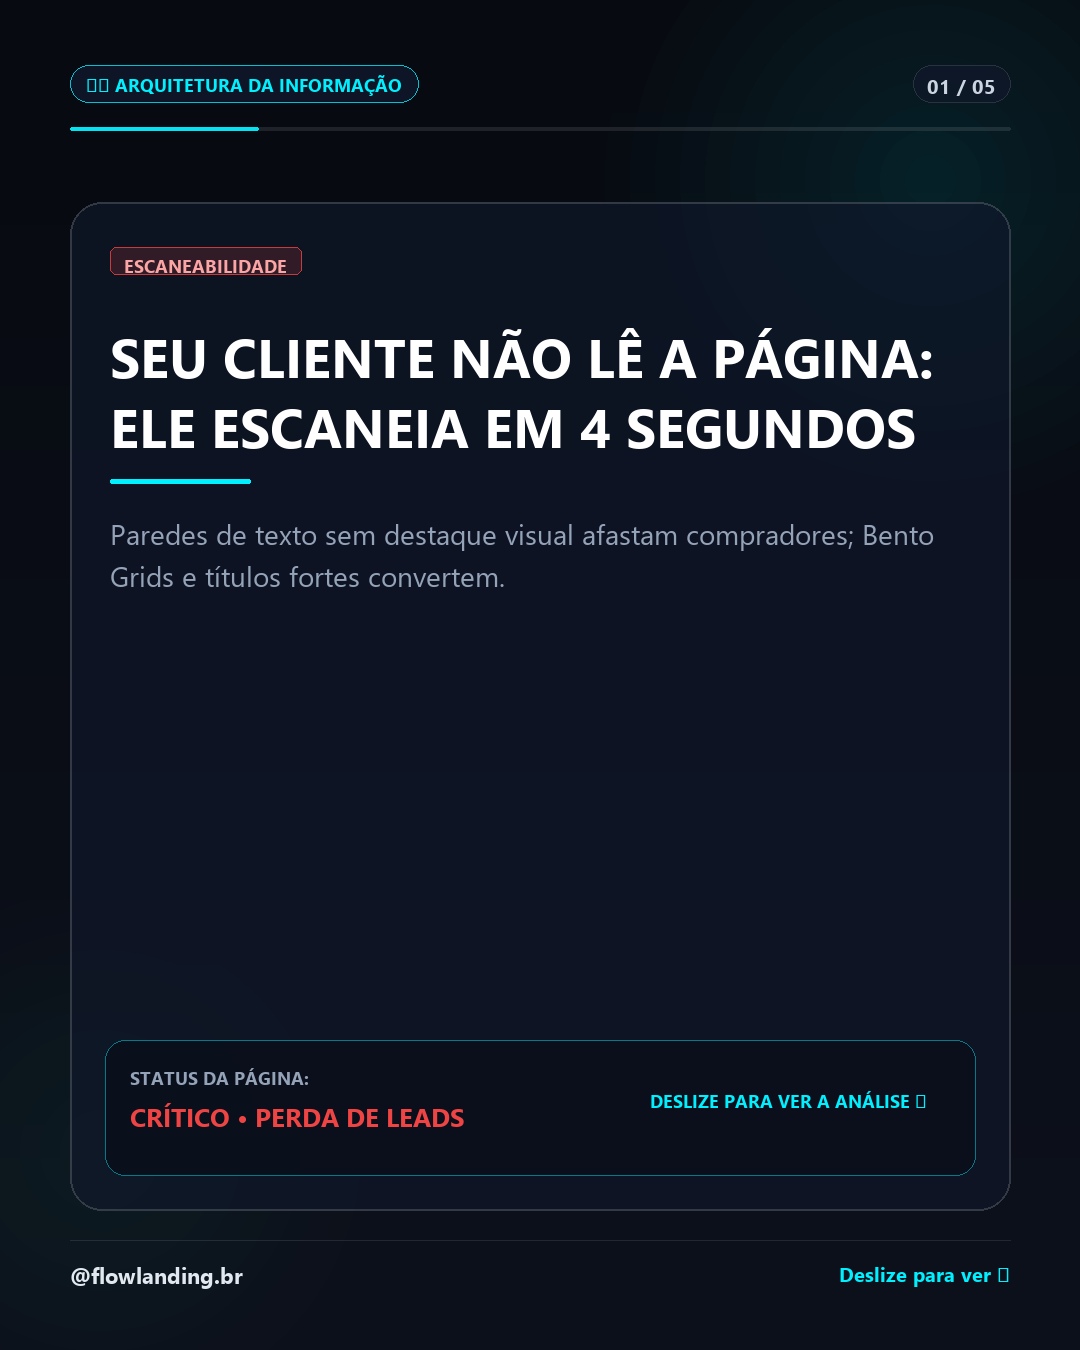 ARQUITETURA DA INFORMAÇÃO
01 / 05
ESCANEABILIDADE
SEU CLIENTE NÃO LÊ A PÁGINA:
ELE ESCANEIA EM 4 SEGUNDOS
Paredes de texto sem destaque visual afastam compradores; Bento
Grids e títulos fortes convertem.
STATUS DA PÁGINA:
CRÍTICO • PERDA DE LEADS
DESLIZE PARA VER A ANÁLISE
@flowlanding.br
Deslize para ver